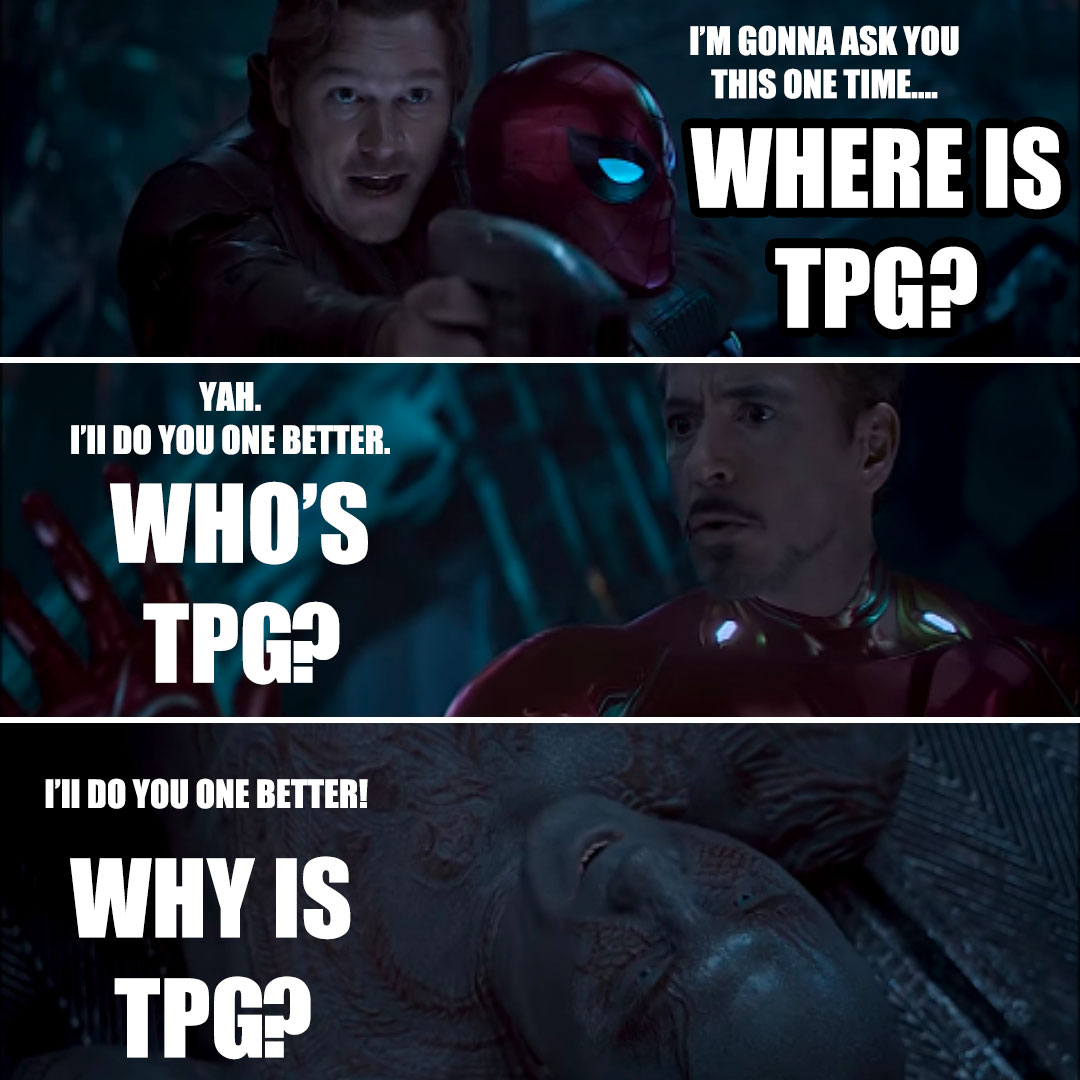 I'M GONNA ASK YOU
THIS ONE TIME....
WHERE IS
TPG?
YAH.
I'll DO YOU ONE BETTER.
WHO'S
TPG?
I'll DO YOU ONE BETTER!
WHY IS
TPG?